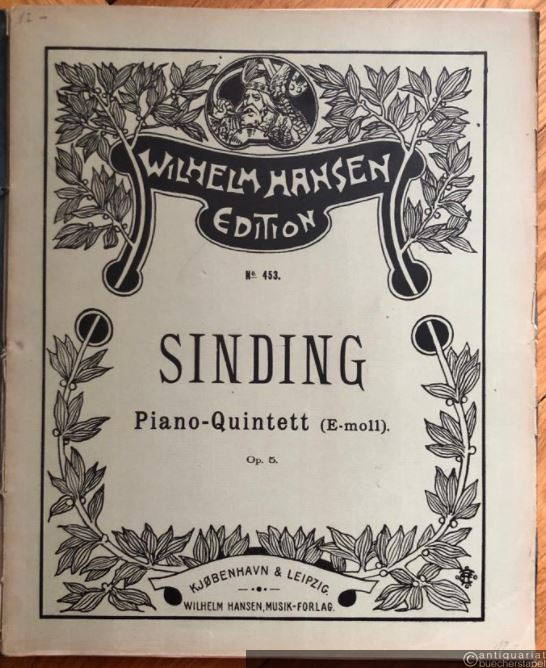 12 –
WILHELM HANSEN
EDITION
No. 453.
SINDING
Piano-Quintett (E-moll).
Op. 5.
KJØBENHAVN & LEIPZIG.
WILHELM HANSEN, MUSIK-FORLAG.
©antiquariat
buecherstapel